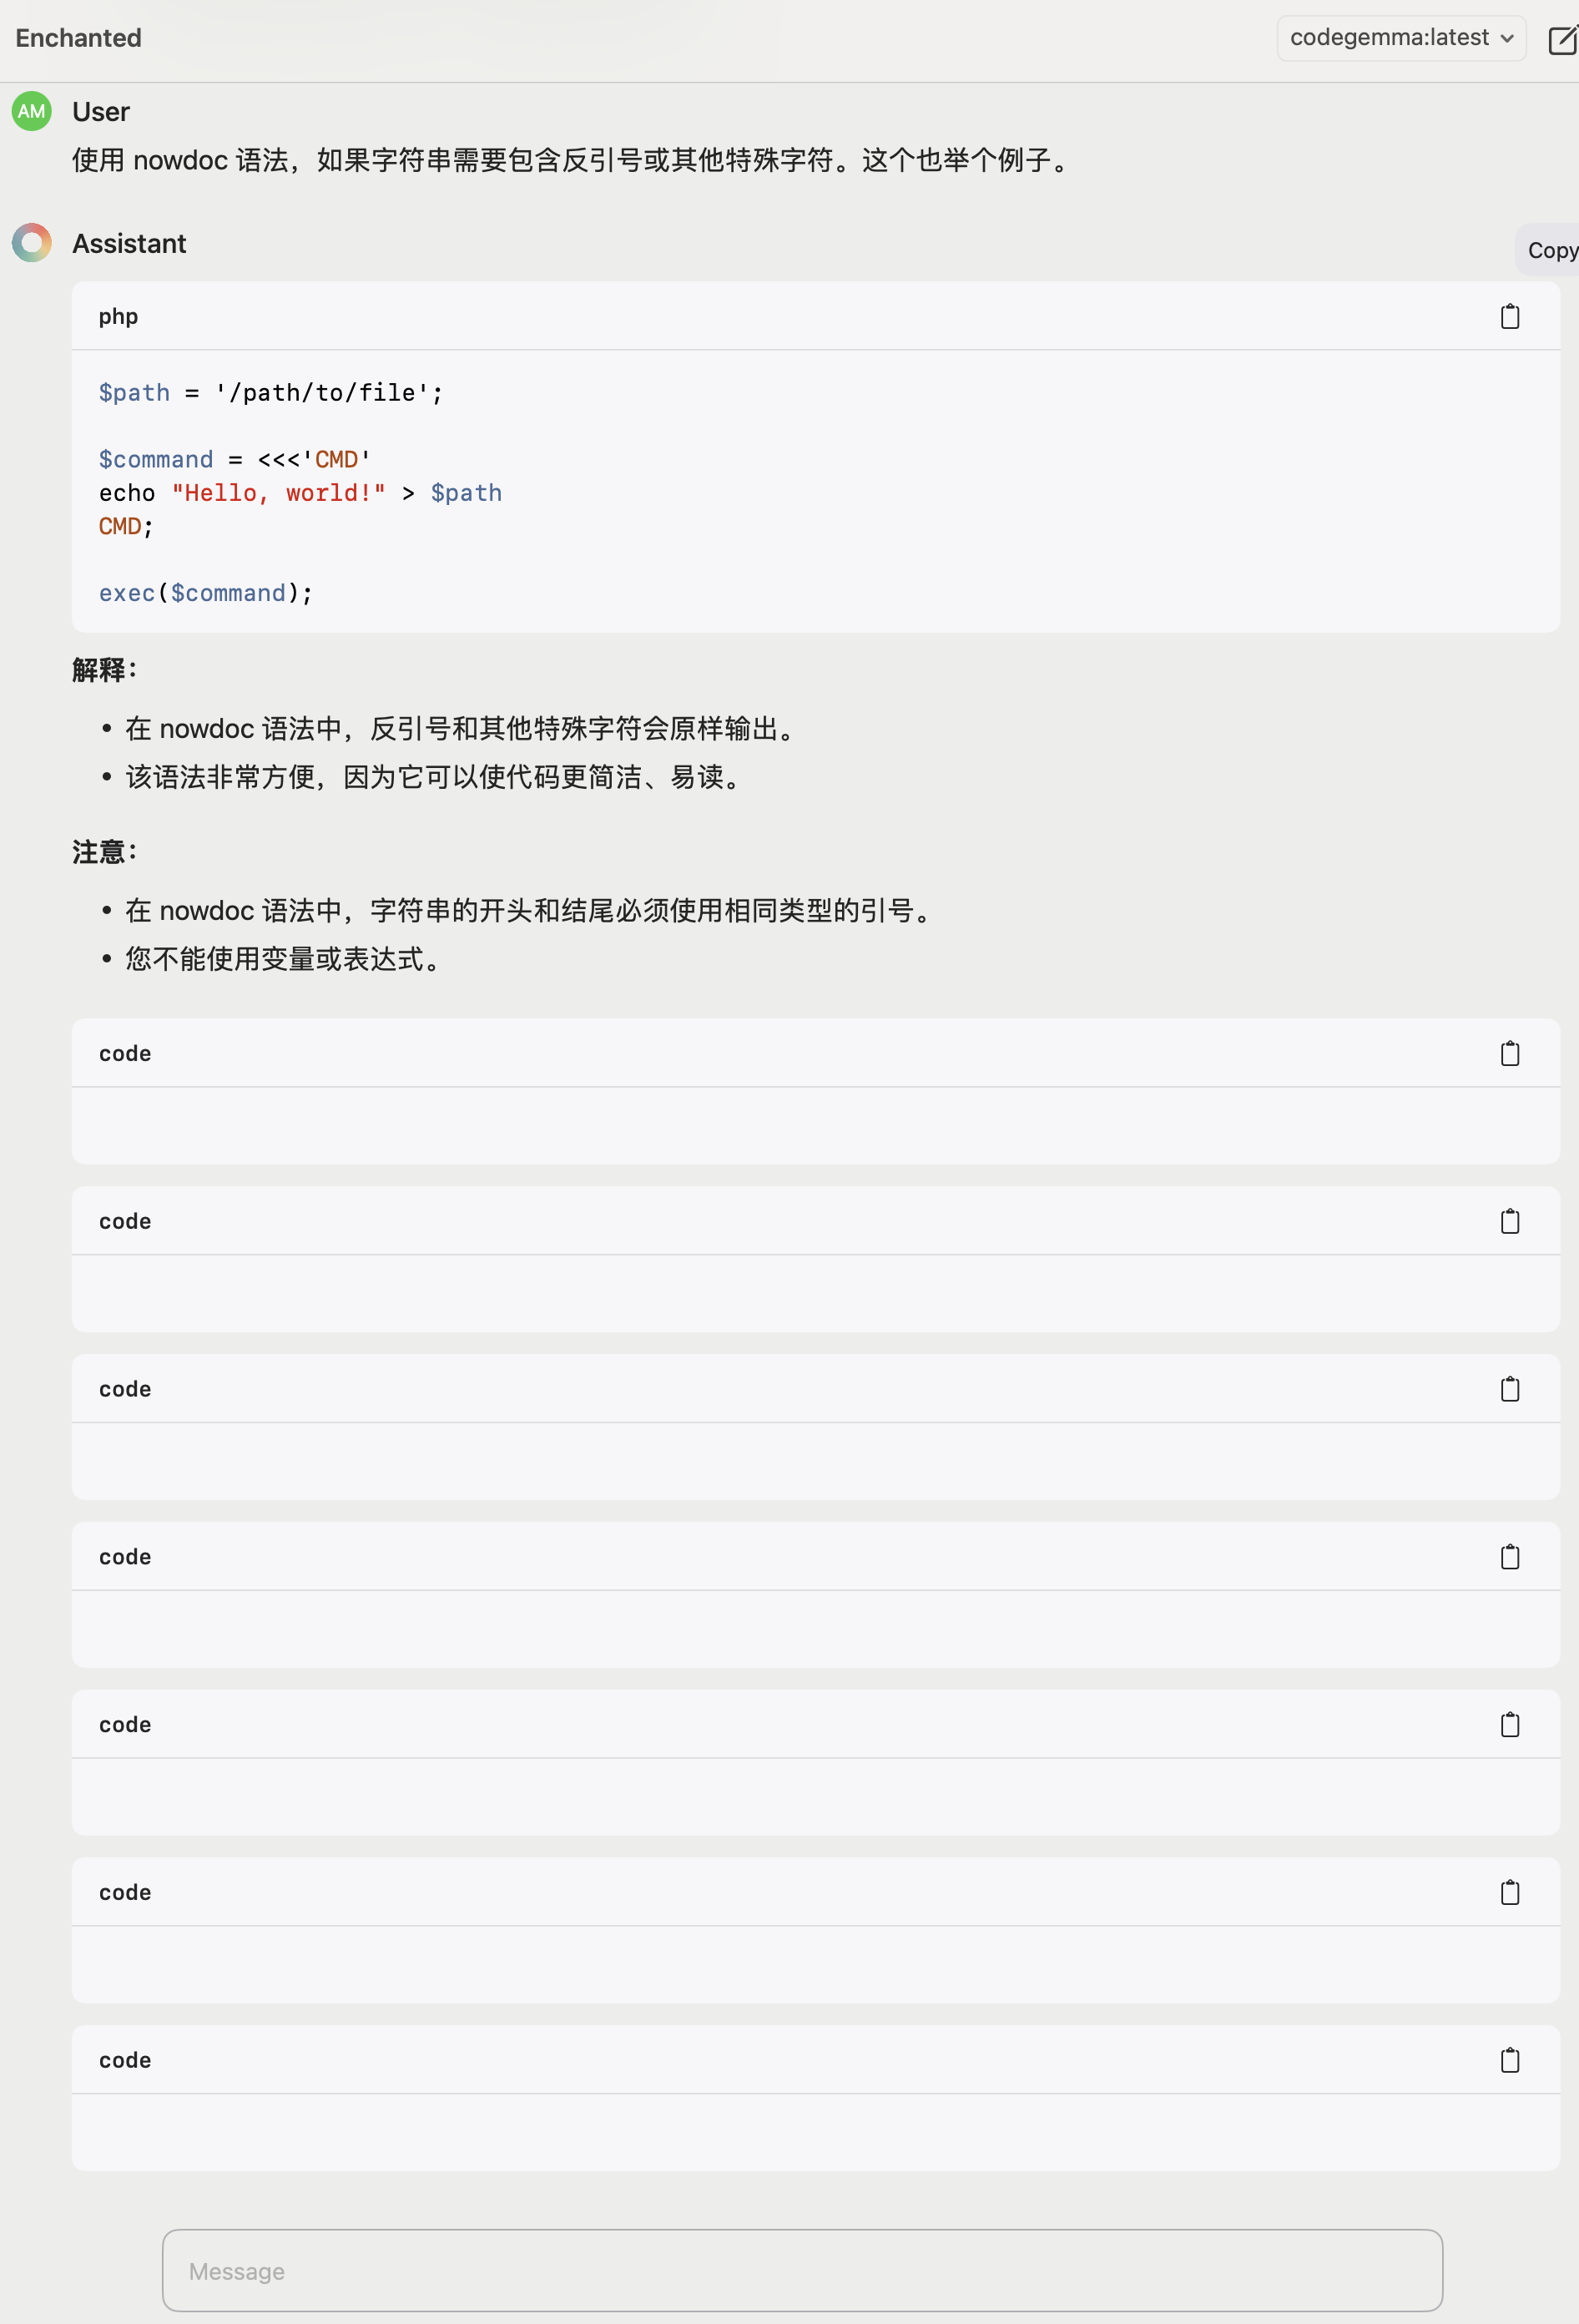 Enchanted
codegemma:latest
AM
User
使用 nowdoc 语法，如果字符串需要包含反引号或其他特殊字符。这个也举个例子。
Assistant
Copy
php
$path = '/path/to/file';
$command = <<<'CMD'
echo "Hello, world!" > $path
CMD;
exec($command);
解释：
• 在 nowdoc 语法中，反引号和其他特殊字符会原样输出。
• 该语法非常方便，因为它可以使代码更简洁、易读。
注意：
• 在 nowdoc 语法中，字符串的开头和结尾必须使用相同类型的引号。
• 您不能使用变量或表达式。
code
code
code
code
code
code
code
Message